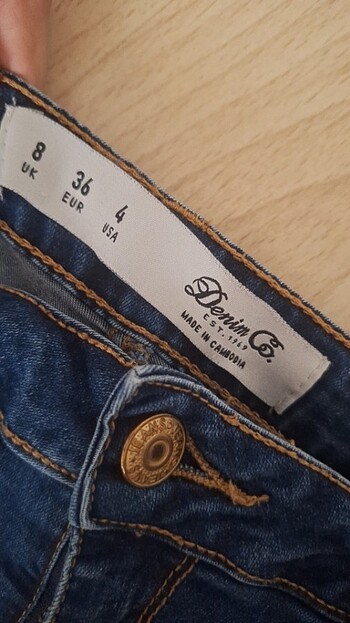 8 36 4
UK EUR USA
Denim Co.
EST. 1969
MADE IN CAMBODIA